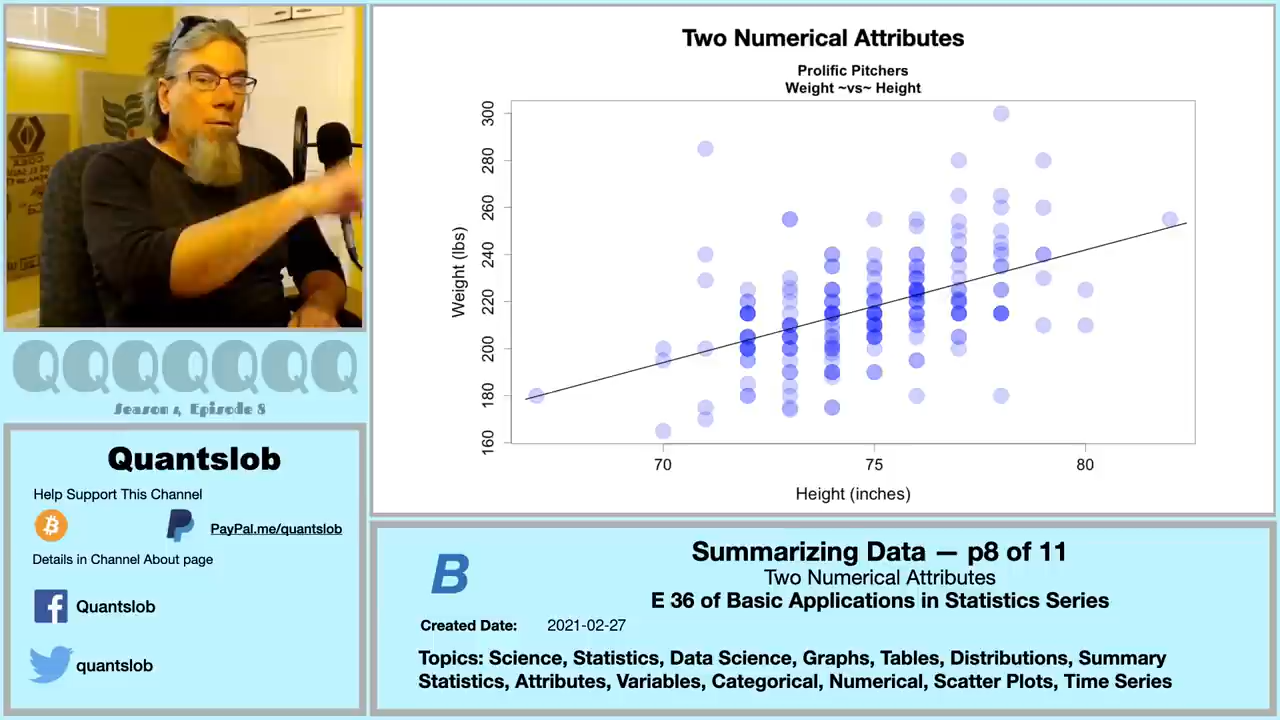 Two Numerical Attributes
Prolific Pitchers
Weight ~vs~ Height
300
280
260
240
220
200
180
160
Weight (lbs)
70 75 80
Height (inches)
QQQQQQQ
Season 4, Episode 8
Quantslob
Help Support This Channel
PayPal.me/quantslob
Details in Channel About page
Quantslob
quantslob
B
Summarizing Data — p8 of 11
Two Numerical Attributes
E 36 of Basic Applications in Statistics Series
Created Date: 2021-02-27
Topics: Science, Statistics, Data Science, Graphs, Tables, Distributions, Summary
Statistics, Attributes, Variables, Categorical, Numerical, Scatter Plots, Time Series